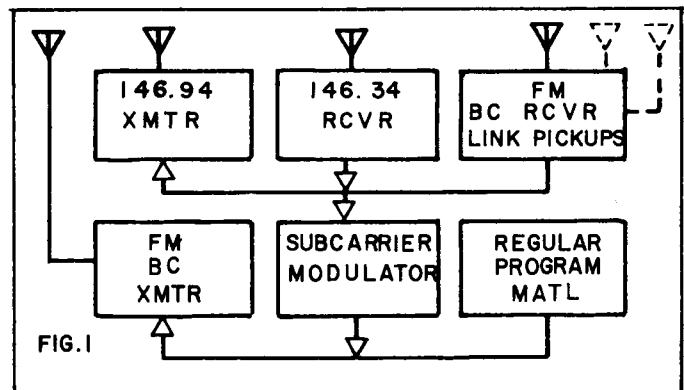 146.94
XMTR
146.34
RCVR
FM
BC RCVR
LINK PICKUPS
FM
BC
XMTR
SUBCARRIER
MODULATOR
REGULAR
PROGRAM
MATL
FIG.1